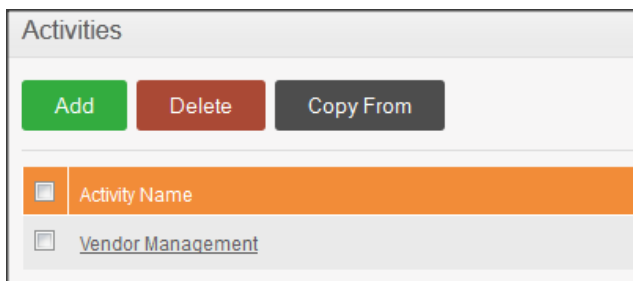 Activities
Add Delete Copy From
Activity Name
Vendor Management